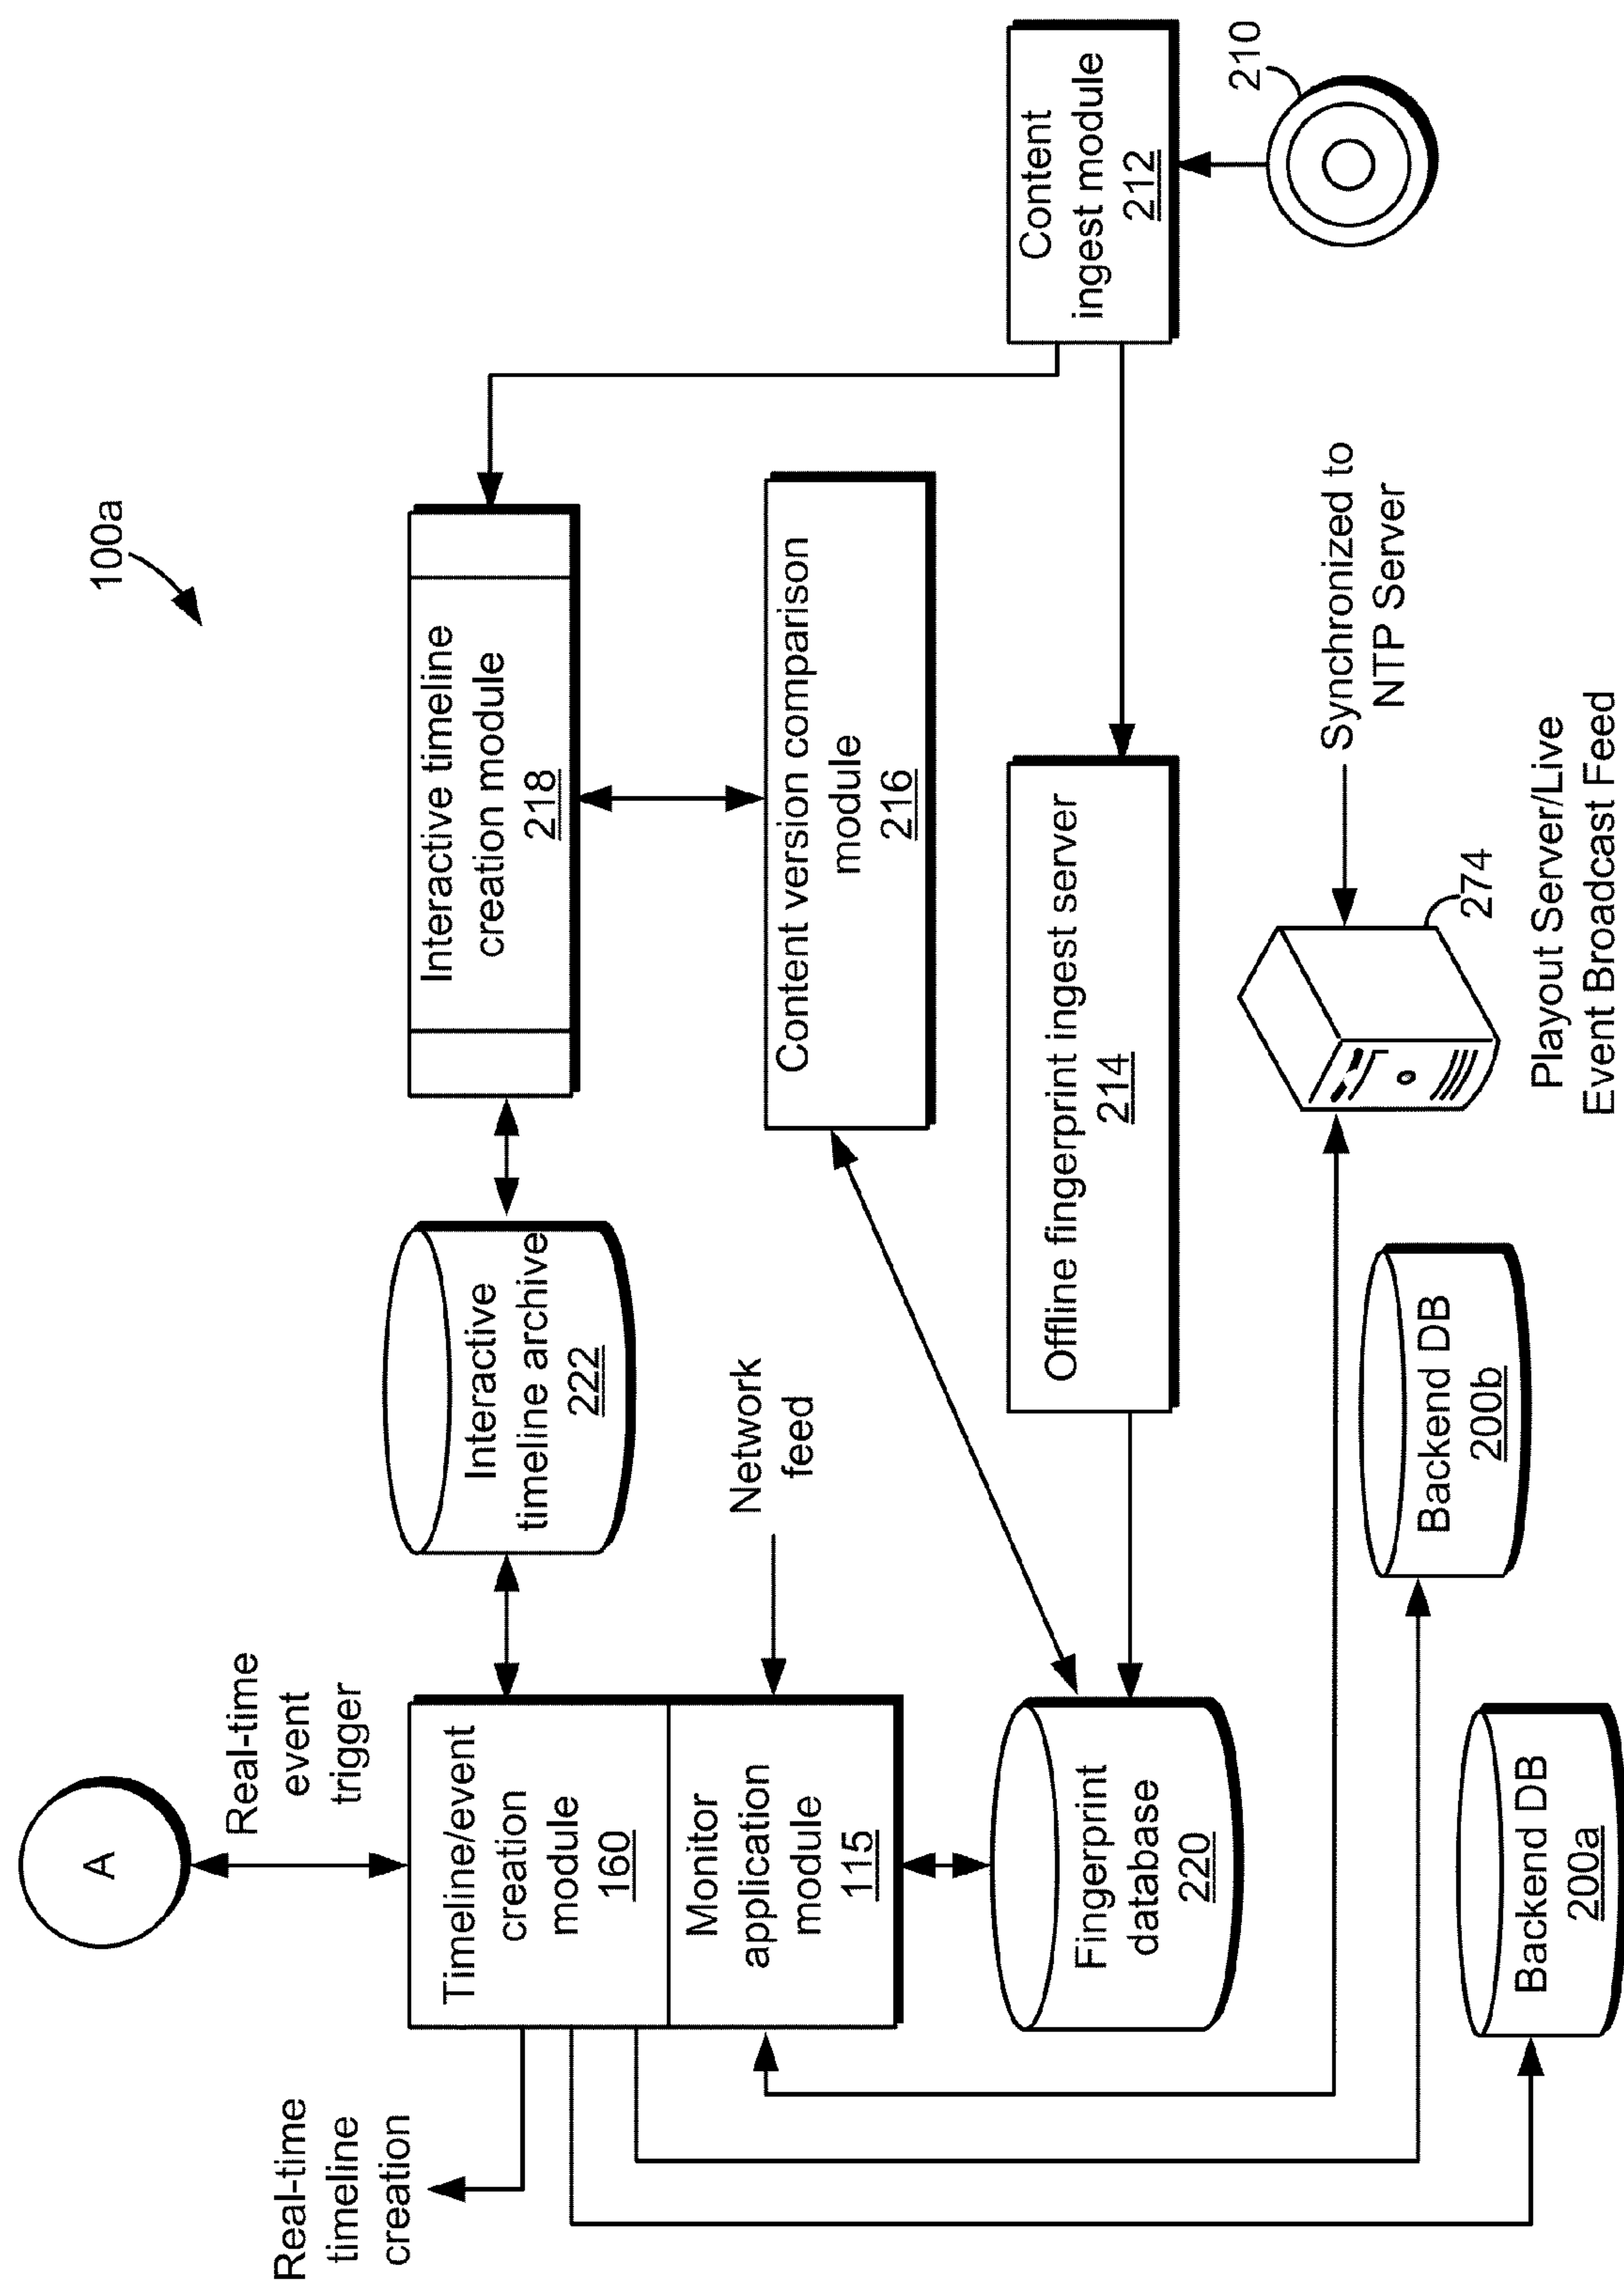 100a
A
Real-time
event
trigger
Real-time
timeline
creation
Timeline/event
creation
module
160
Monitor
application
module
115
Network
feed
Interactive
timeline archive
222
Interactive timeline
creation module
218
Content version comparison
module
216
Content
ingest module
212
210
Offline fingerprint ingest server
214
Fingerprint
database
220
Synchronized to
NTP Server
274
Playout Server/Live
Event Broadcast Feed
Backend DB
200b
Backend DB
200a